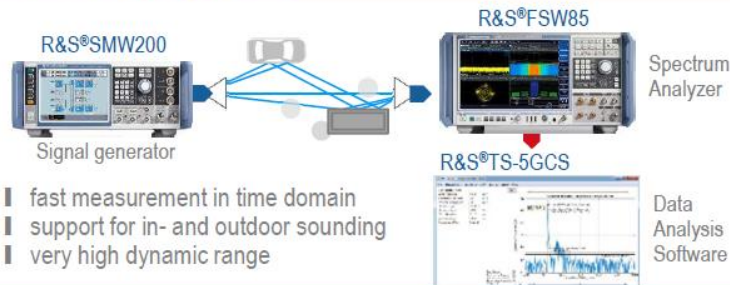 R&S®SMW200
R&S®FSW85
Spectrum
Analyzer
Signal generator
R&S®TS-5GCS
fast measurement in time domain
support for in- and outdoor sounding
very high dynamic range
Data
Analysis
Software